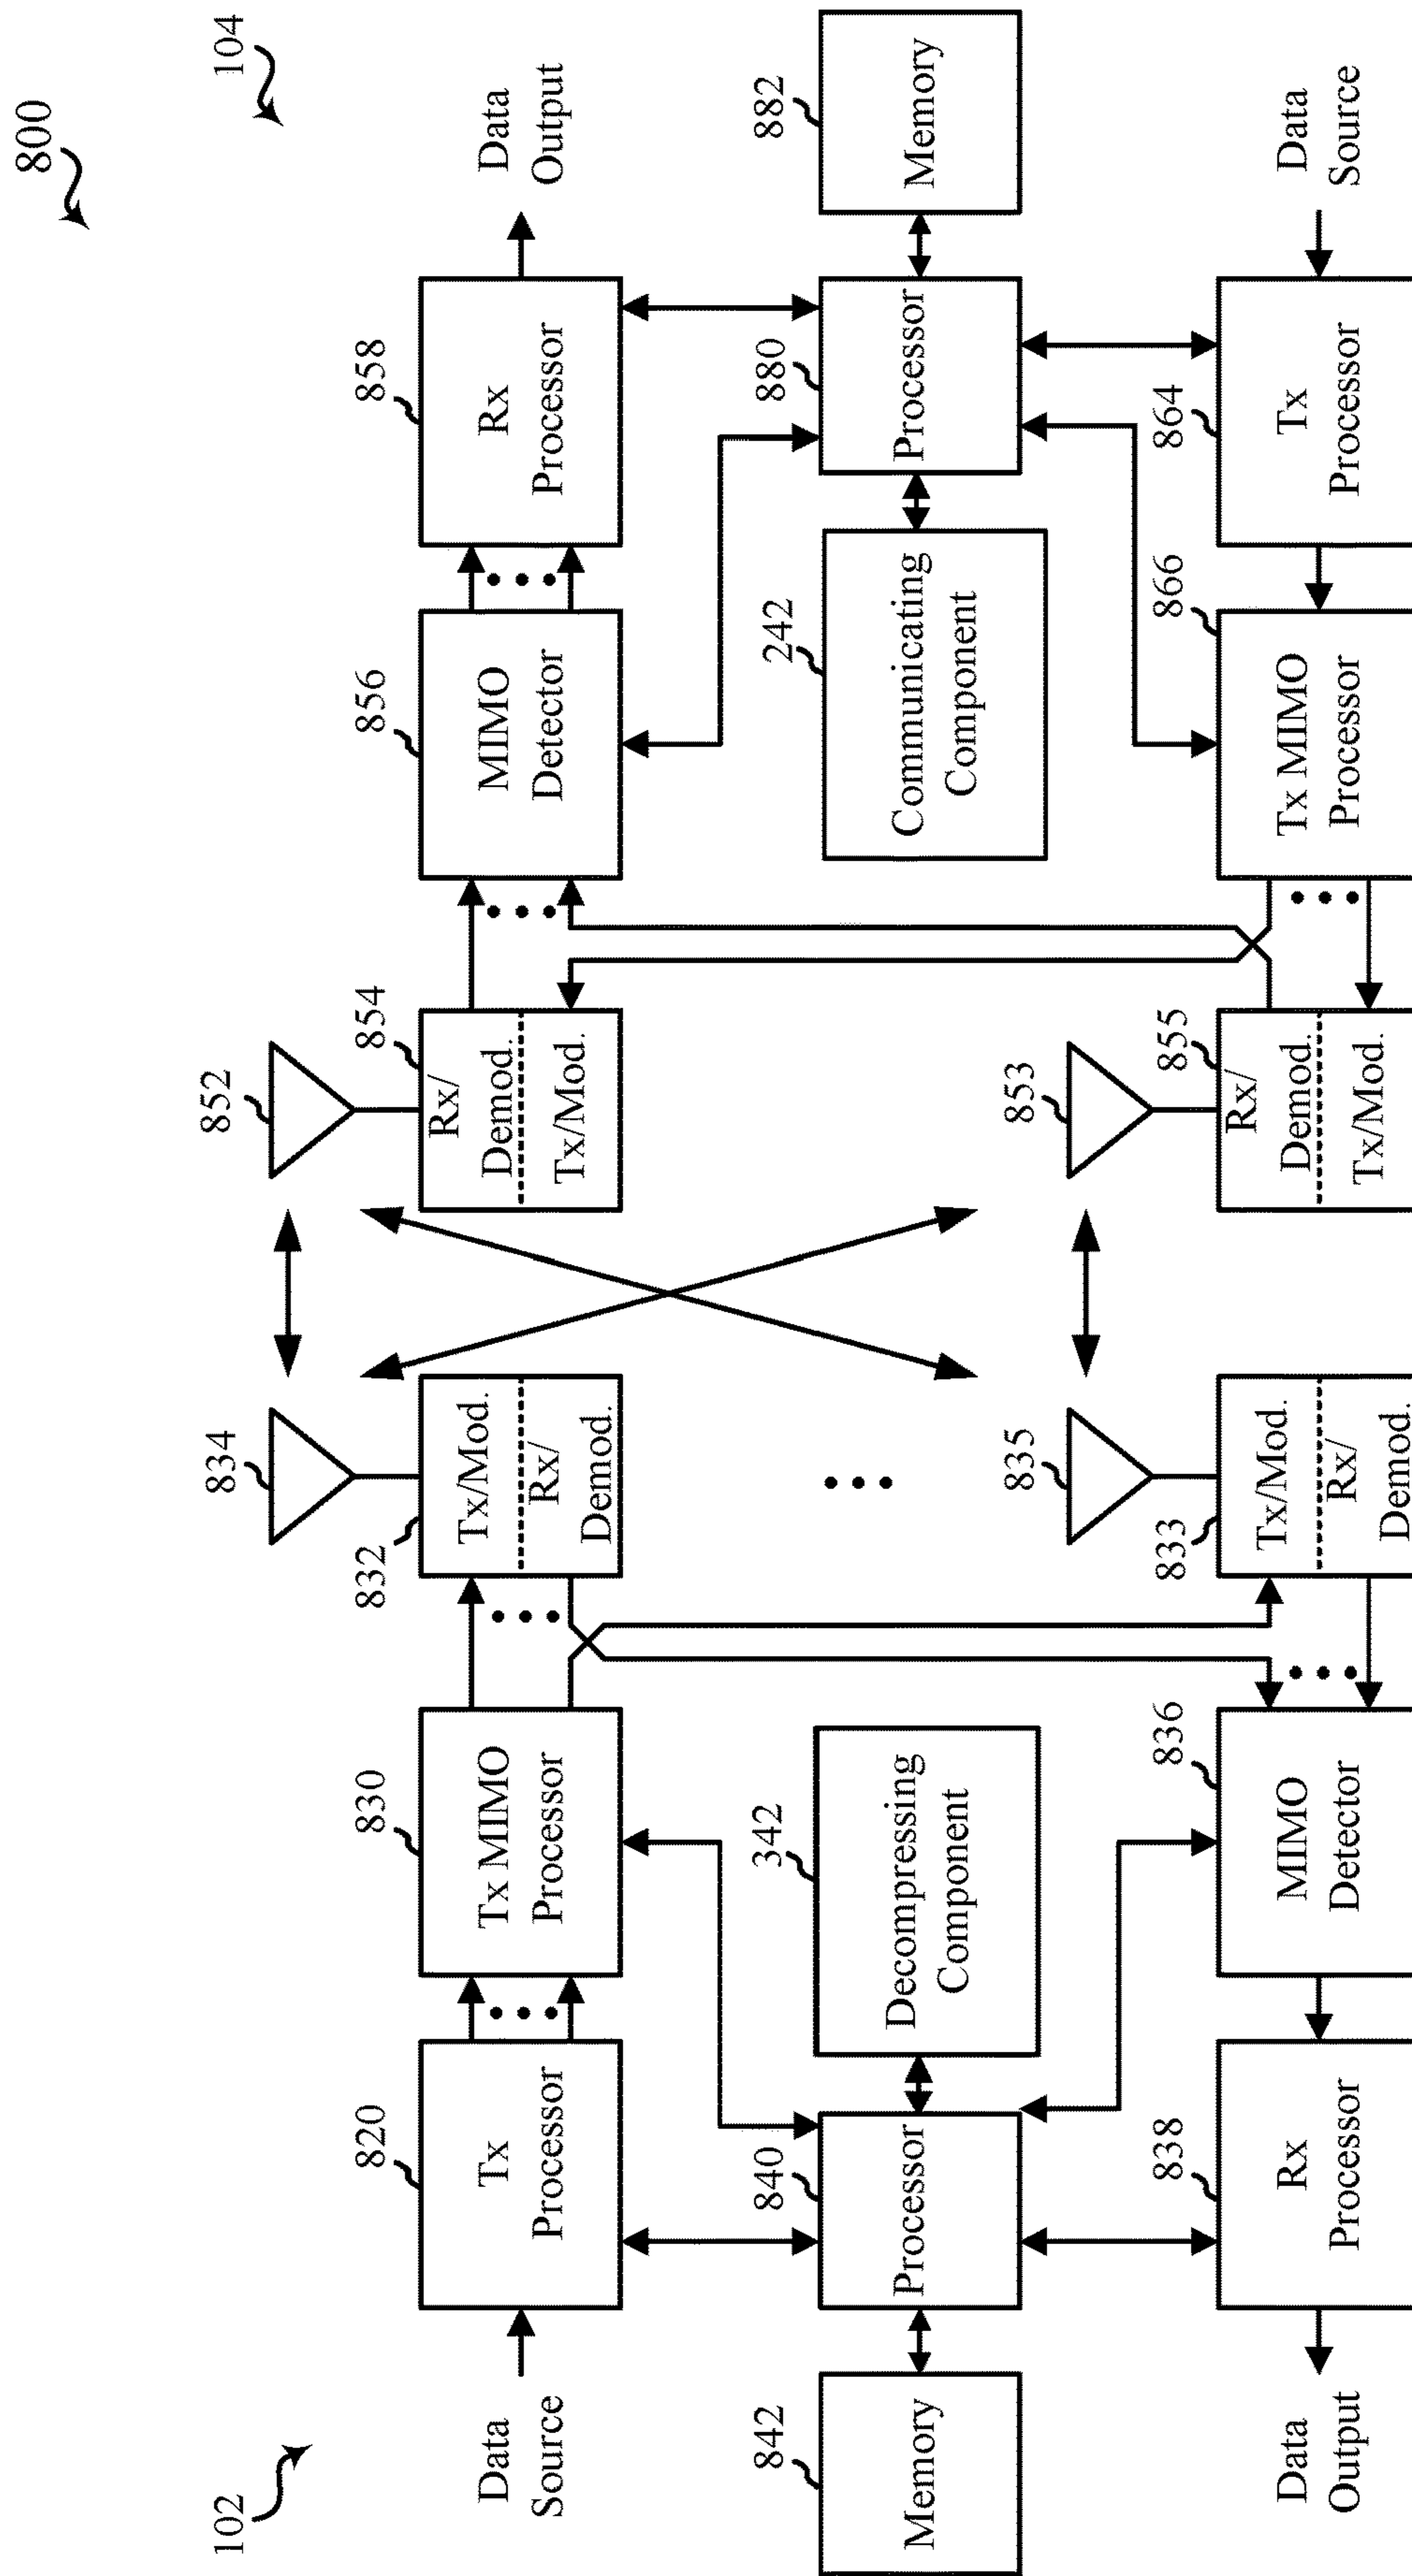 800
102
104
834
852
Data
Source
820
Tx
Processor
830
Tx MIMO
Processor
832
Tx/Mod.
Rx/
Demod.
854
Rx/
Demod.
Tx/Mod.
856
MIMO
Detector
858
Rx
Processor
Data
Output
842
Memory
840
Processor
342
Decompressing
Component
242
Communicating
Component
880
Processor
882
Memory
835
853
Data
Output
838
Rx
Processor
836
MIMO
Detector
833
Tx/Mod.
Rx/
Demod.
855
Rx/
Demod.
Tx/Mod.
866
Tx MIMO
Processor
864
Tx
Processor
Data
Source